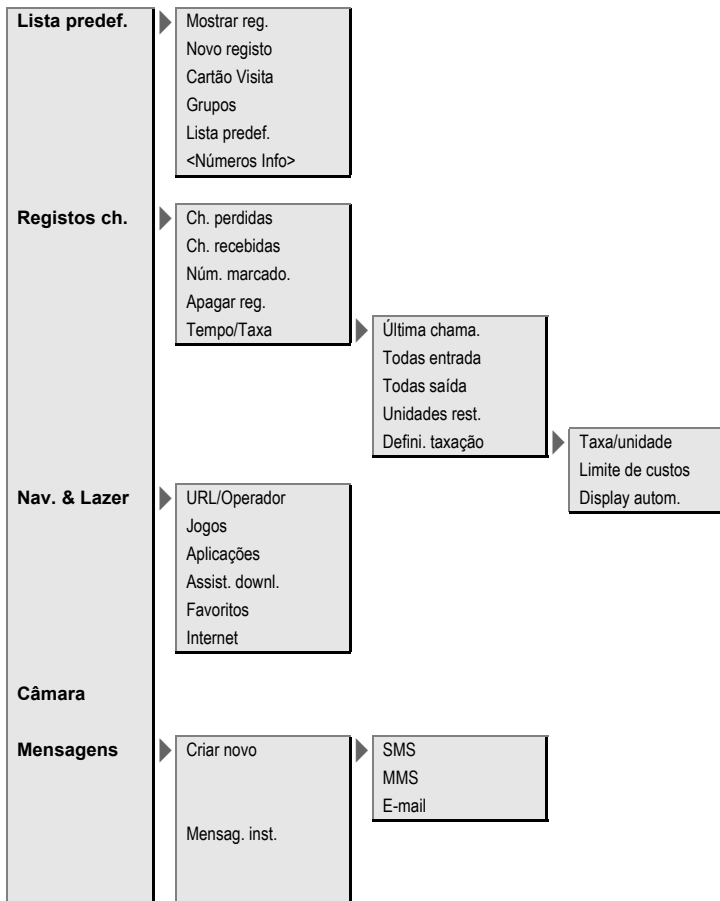 Lista predef.
Mostrar reg.
Novo registo
Cartão Visita
Grupos
Lista predef.
<Números Info>
Registos ch.
Ch. perdidas
Ch. recebidas
Núm. marcado.
Apagar reg.
Tempo/Taxa
Última chama.
Todas entrada
Todas saída
Unidades rest.
Defini. taxação
Taxa/unidade
Limite de custos
Display autom.
Nav. & Lazer
URL/Operador
Jogos
Aplicações
Assist. downl.
Favoritos
Internet
Câmara
Mensagens
Criar novo
SMS
MMS
E-mail
Mensag. inst.